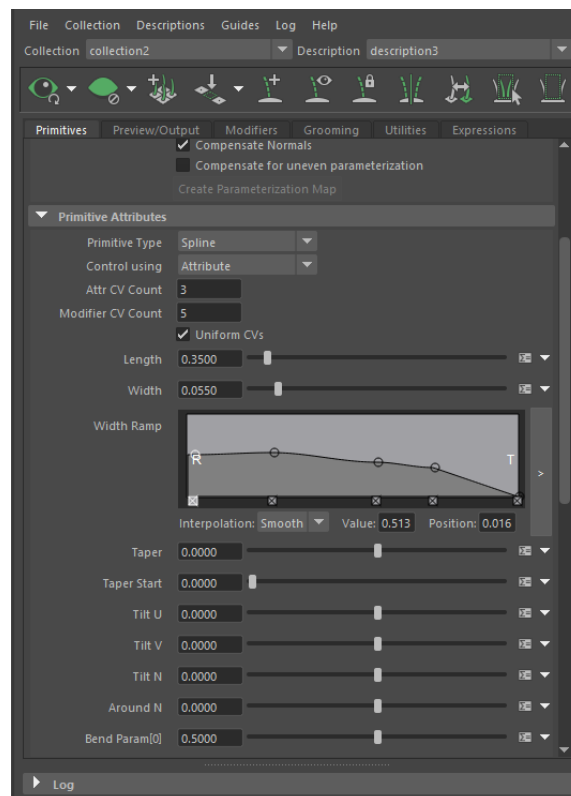 File Collection Descriptions Guides Log Help
Collection collection2 Description description3
Primitives Preview/Output Modifiers Grooming Utilities Expressions
Compensate Normals
Compensate for uneven parameterization
Create Parameterization Map
Primitive Attributes
Primitive Type Spline
Control using Attribute
Attr CV Count 3
Modifier CV Count 5
Uniform CVs
Length 0.3500
Width 0.0550
Width Ramp
R T
>
Interpolation: Smooth Value: 0.513 Position: 0.016
Taper 0.0000
Taper Start 0.0000
Tilt U 0.0000
Tilt V 0.0000
Tilt N 0.0000
Around N 0.0000
Bend Param[0] 0.5000
Log